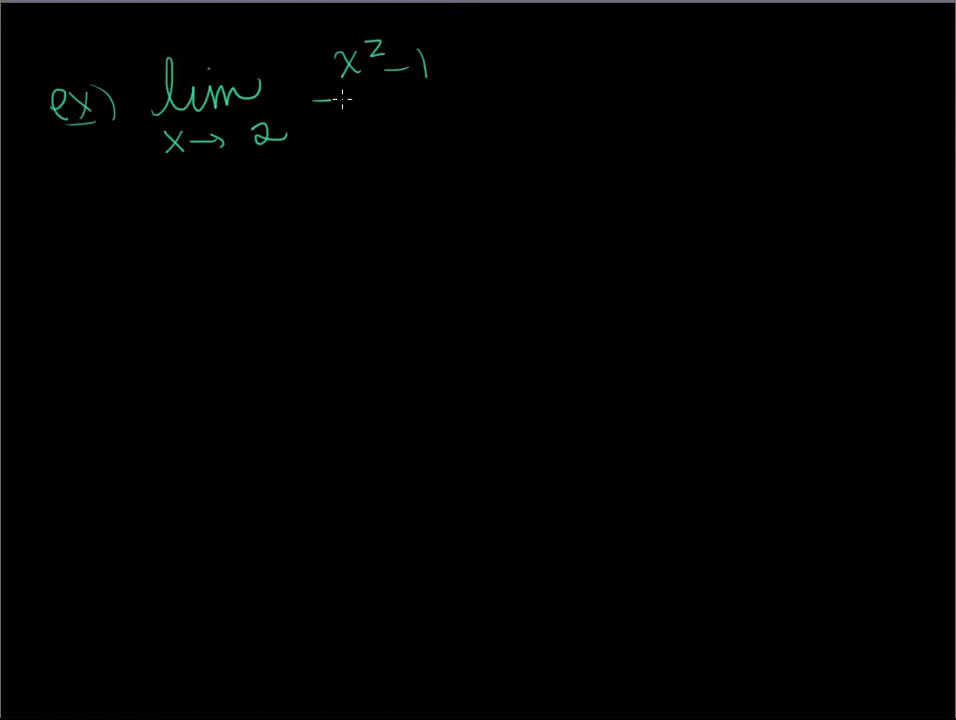 ex) lim x² - 1
x → 2